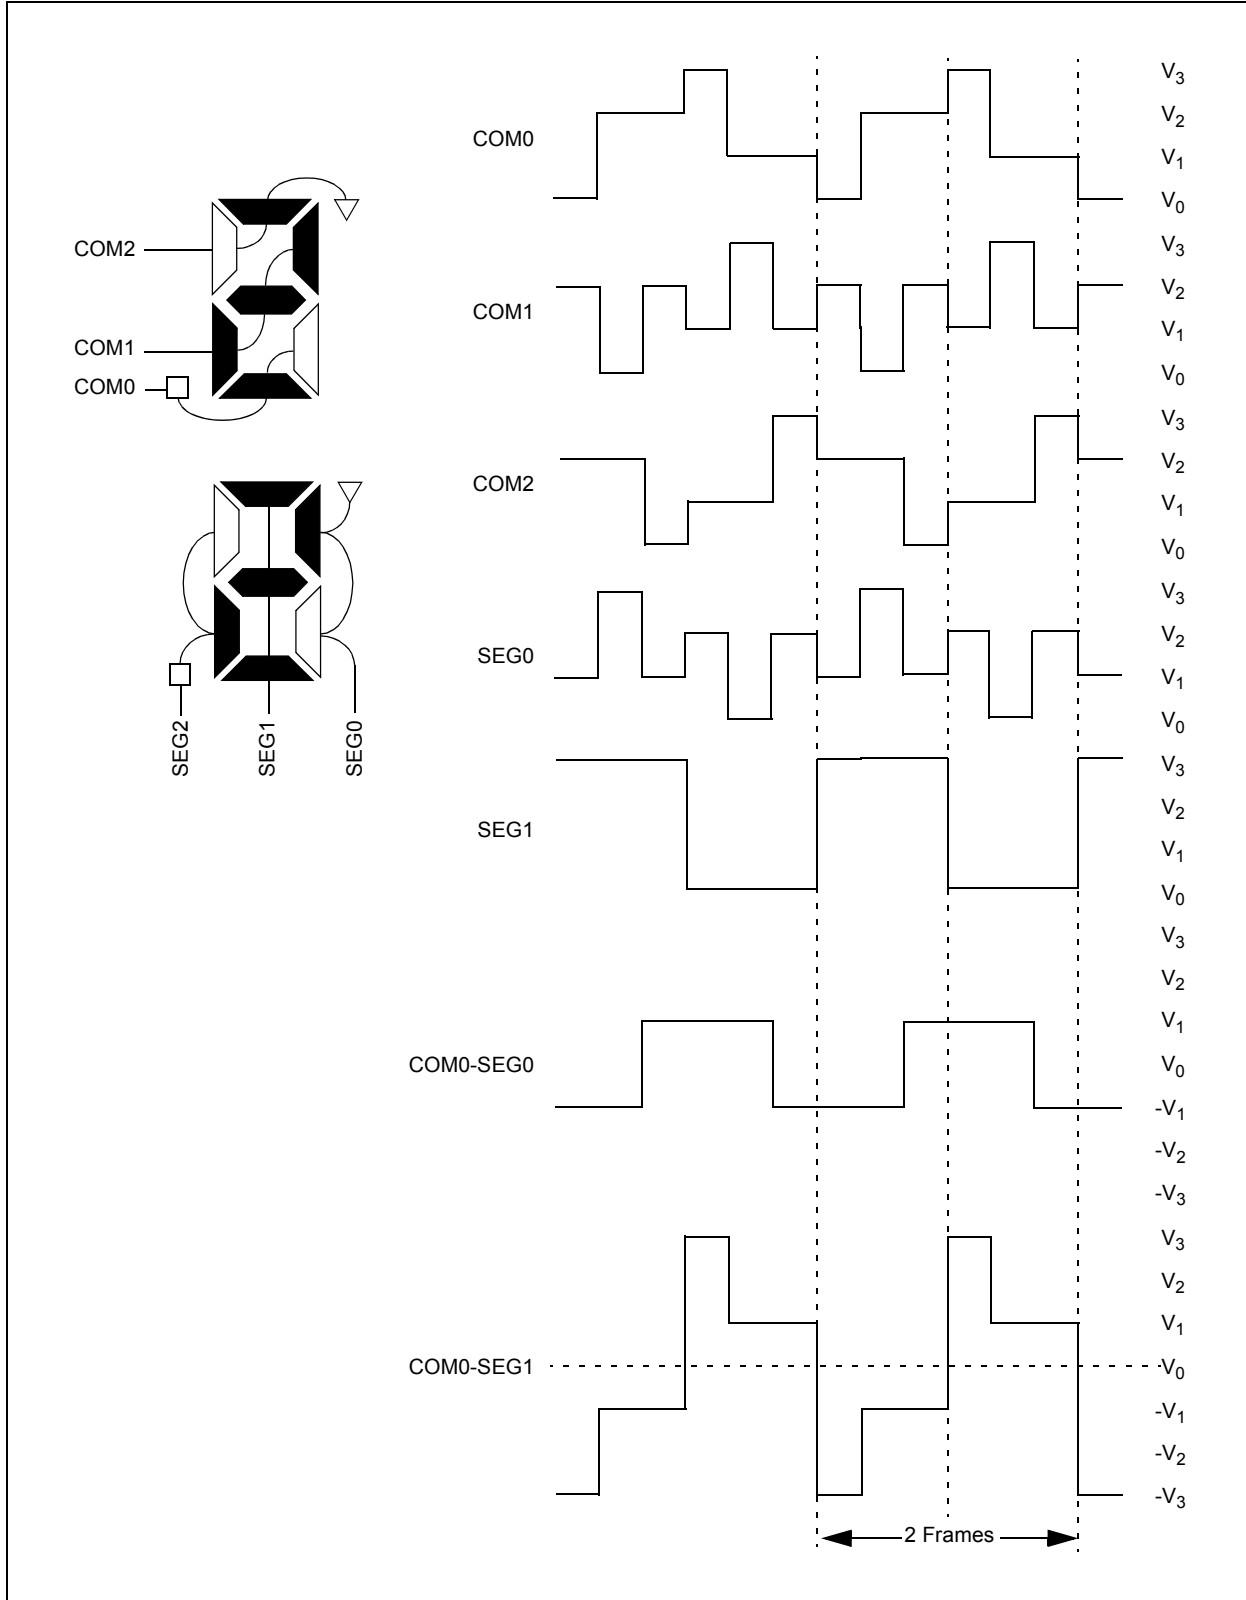 COM2
COM1
COM0
SEG2
SEG1
SEG0
COM0
V3
V2
V1
V0
COM1
V3
V2
V1
V0
COM2
V3
V2
V1
V0
SEG0
V3
V2
V1
V0
SEG1
V3
V2
V1
V0
COM0-SEG0
V3
V2
V1
V0
-V1
-V2
-V3
COM0-SEG1
V3
V2
V1
V0
-V1
-V2
-V3
2 Frames